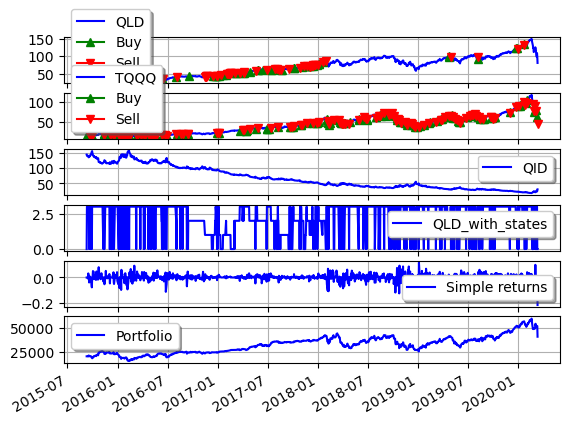 QLD
Buy
Sell
150
100
50
TQQQ
Buy
Sell
100
50
QID
150
100
50
QLD_with_states
2.5
0.0
Simple returns
0.0
−0.2
Portfolio
50000
25000
2015-07
2016-01
2016-07
2017-01
2017-07
2018-01
2018-07
2019-01
2019-07
2020-01